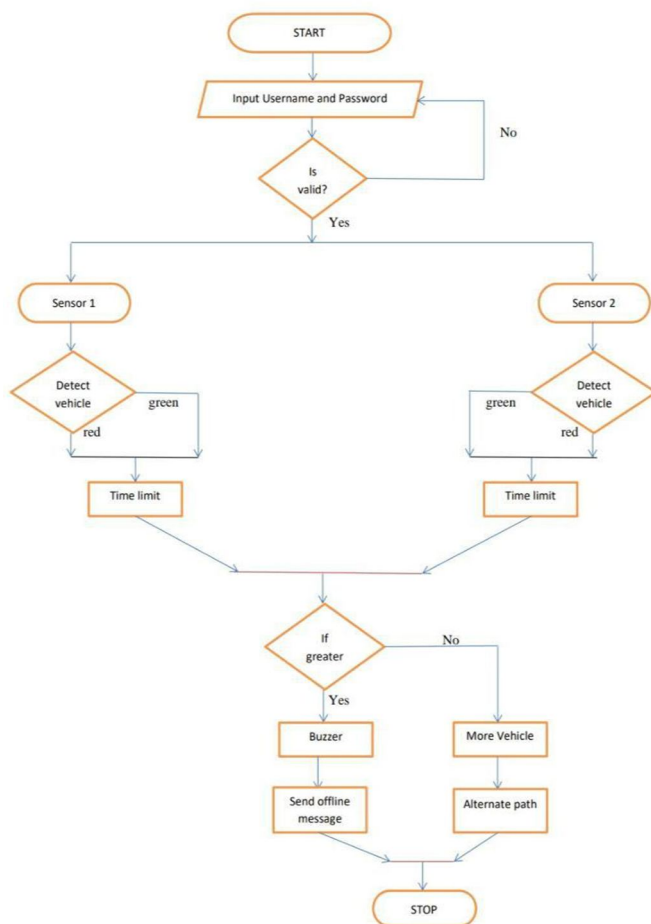 START
Input Username and Password
No
Is
valid?
Yes
Sensor 1
Sensor 2
Detect
vehicle
green
red
Detect
vehicle
green
red
Time limit
Time limit
If
greater
No
Yes
Buzzer
More Vehicle
Send offline
message
Alternate path
STOP